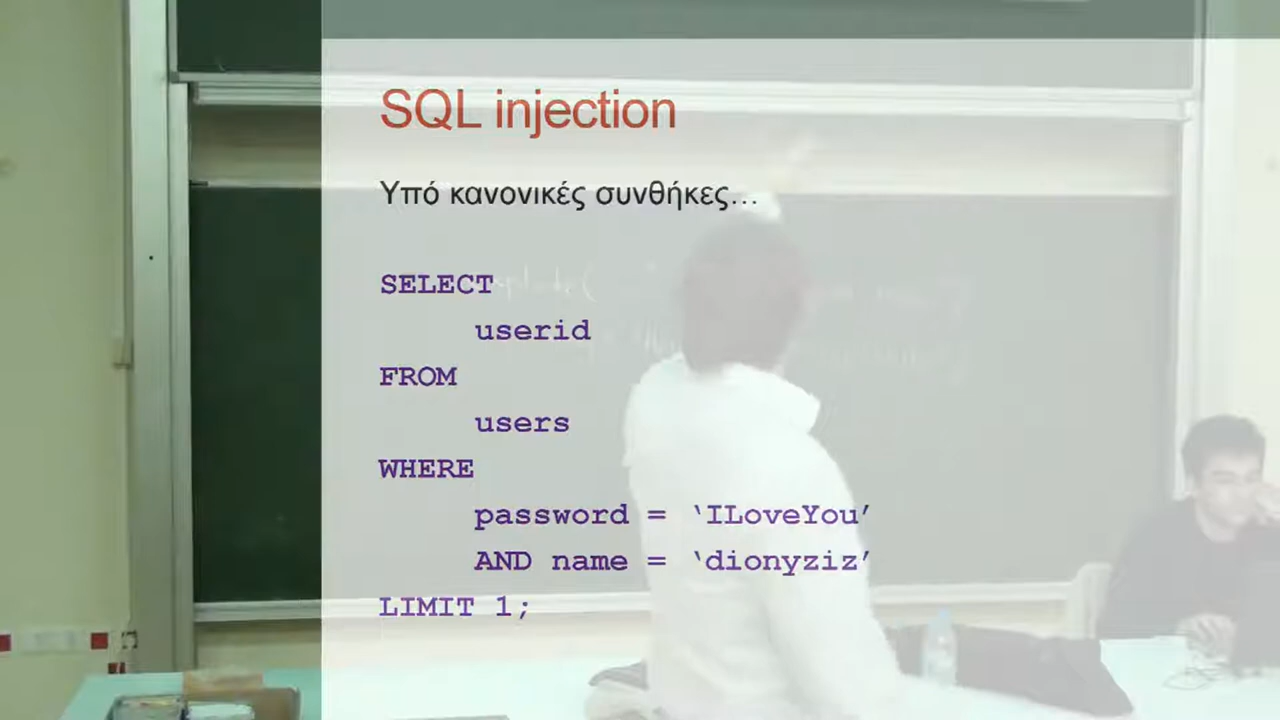 SQL injection
Υπό κανονικές συνθήκες…
SELECT
userid
FROM
users
WHERE
password = ‘ILoveYou’
AND name = ‘dionyziz’
LIMIT 1;